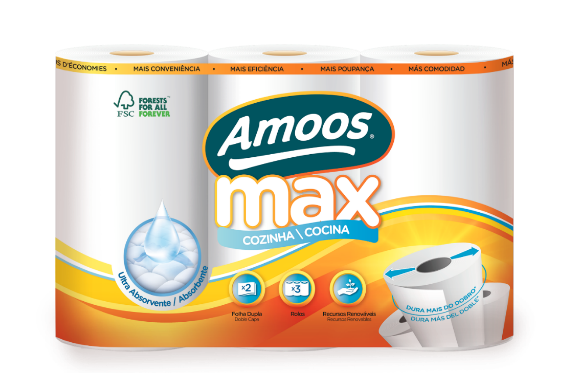 S D'ÉCONOMIES • MAIS CONVENIÊNCIA • MAIS EFICIÊNCIA • MAIS POUPANÇA • MÁS COMODIDAD •
FSC
FORESTS™
FOR ALL
FOREVER
Amoos®
max
COZINHA \ COCINA
Ultra Absorvente / Absorbente
x2
Folha Dupla
Doble Capa
x3
Rolos
Recursos Renováveis
Recursos Renovables
DURA MAIS DO DOBRO*
DURA MÁS DEL DOBLE*